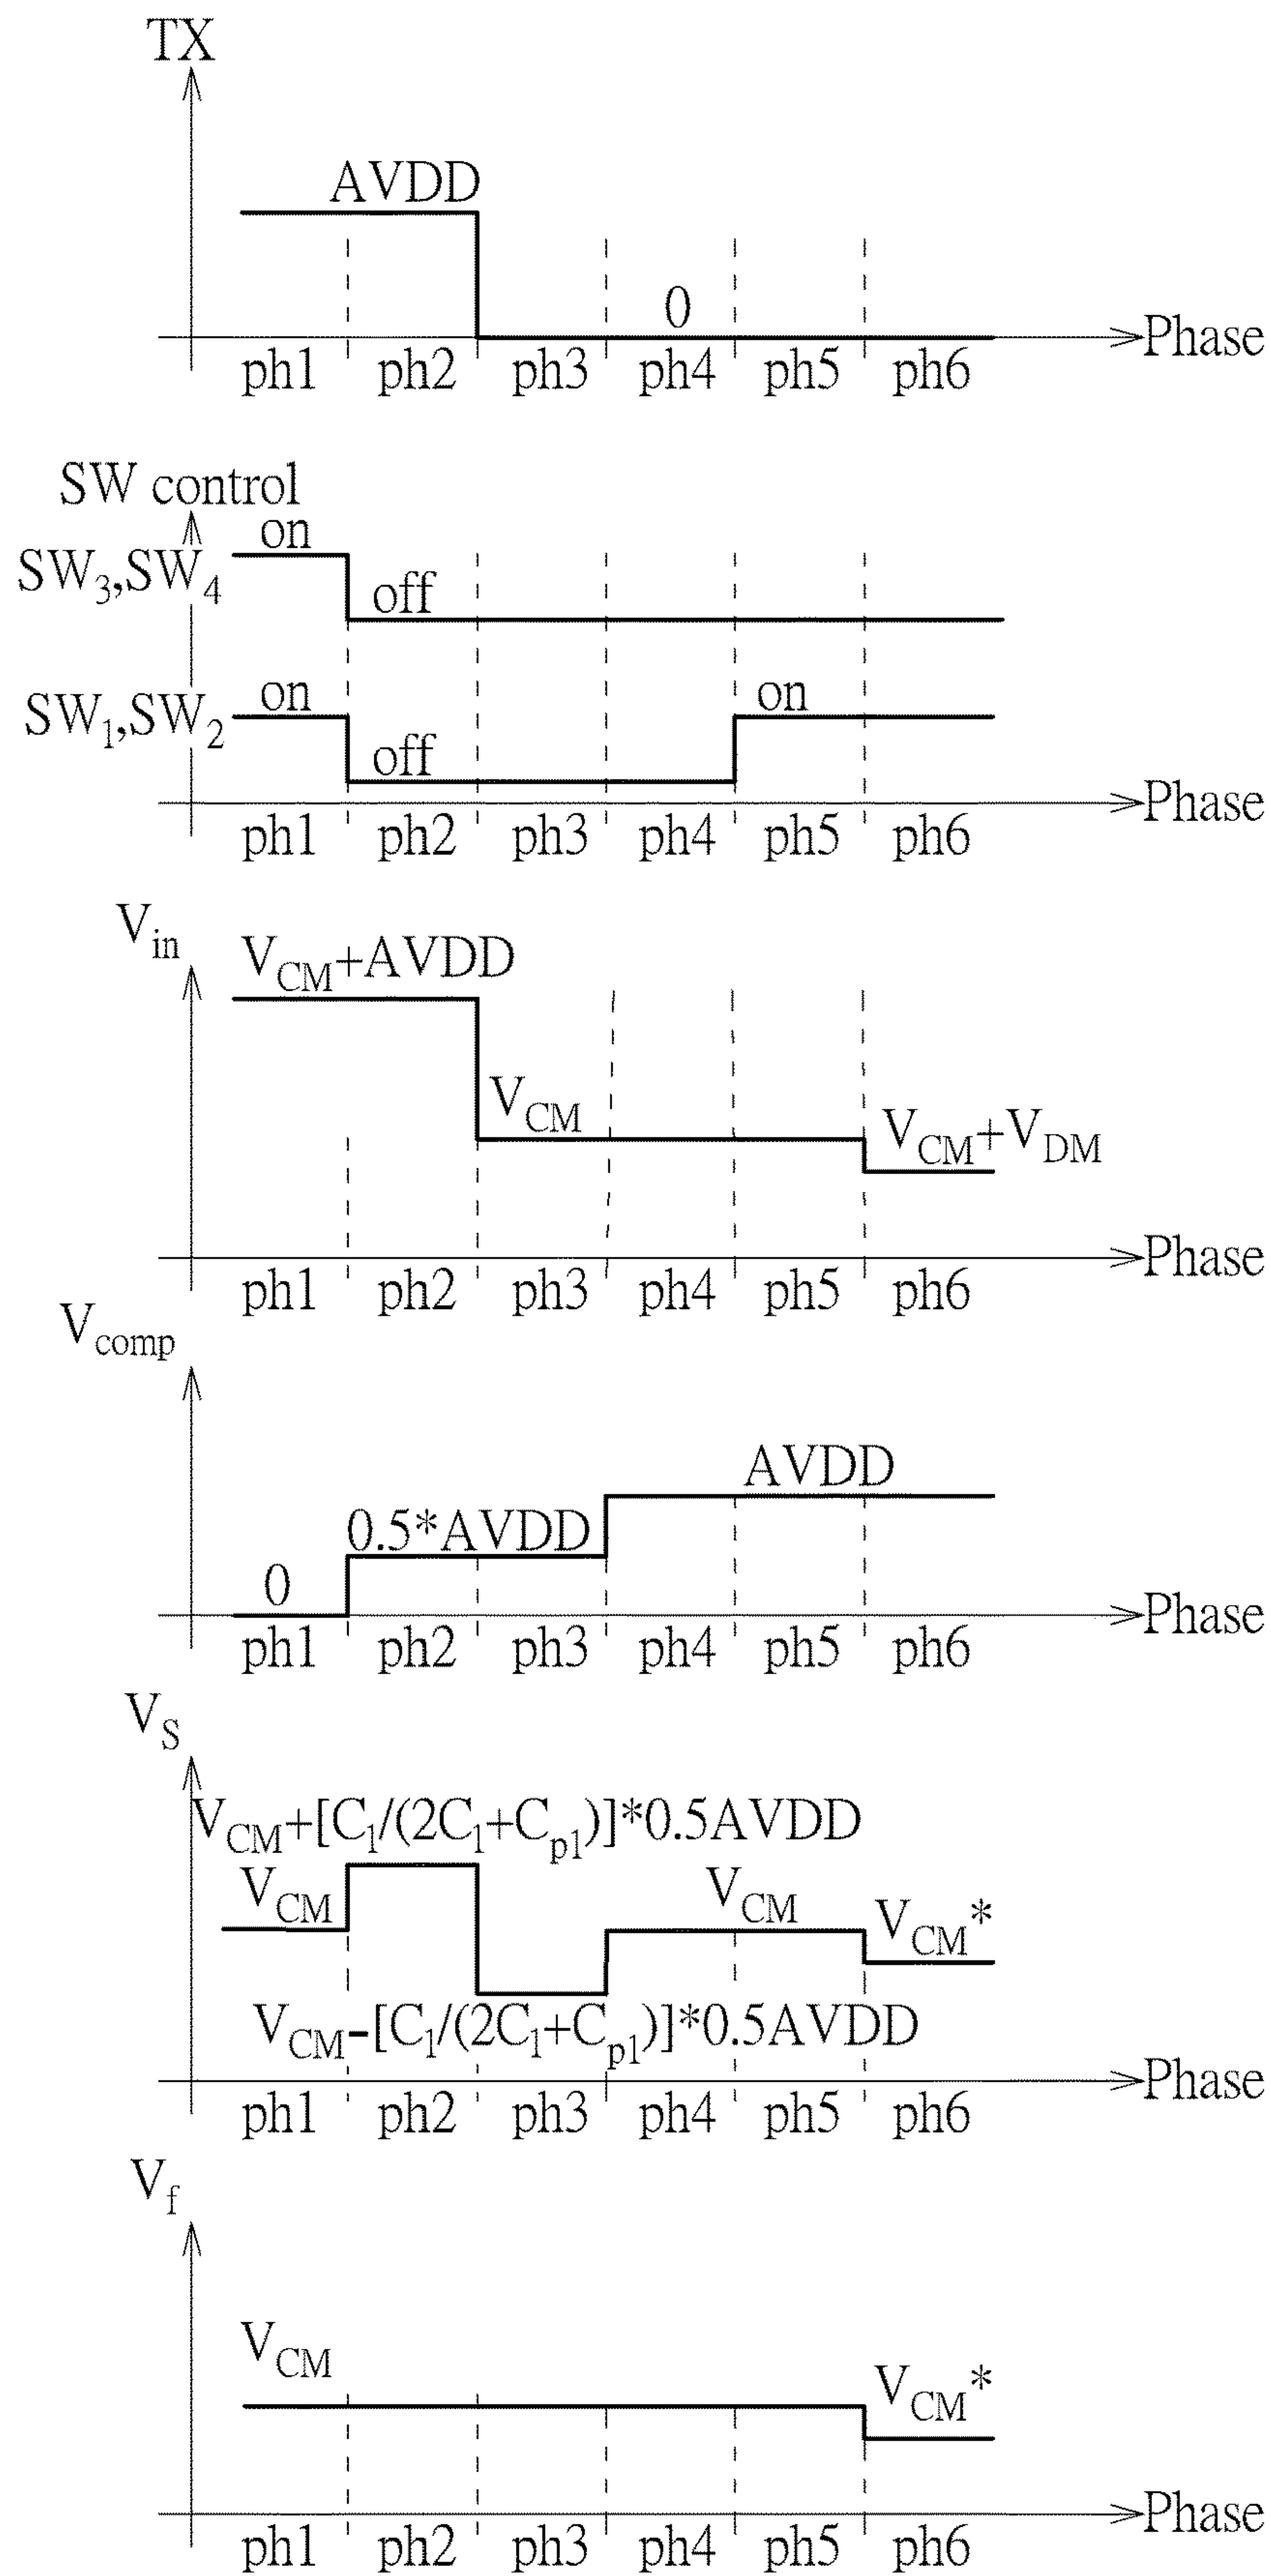 TX
AVDD
0
Phase
ph1 ph2 ph3 ph4 ph5 ph6
SW control
on
SW3,SW4
off
on on
SW1,SW2
off
Phase
ph1 ph2 ph3 ph4 ph5 ph6
Vin
VCM+AVDD
VCM
VCM+VDM
Phase
ph1 ph2 ph3 ph4 ph5 ph6
Vcomp
AVDD
0.5*AVDD
0
Phase
ph1 ph2 ph3 ph4 ph5 ph6
VS
VCM+[C1/(2C1+Cp1)]*0.5AVDD
VCM VCM
VCM*
VCM-[C1/(2C1+Cp1)]*0.5AVDD
Phase
ph1 ph2 ph3 ph4 ph5 ph6
Vf
VCM
VCM*
Phase
ph1 ph2 ph3 ph4 ph5 ph6